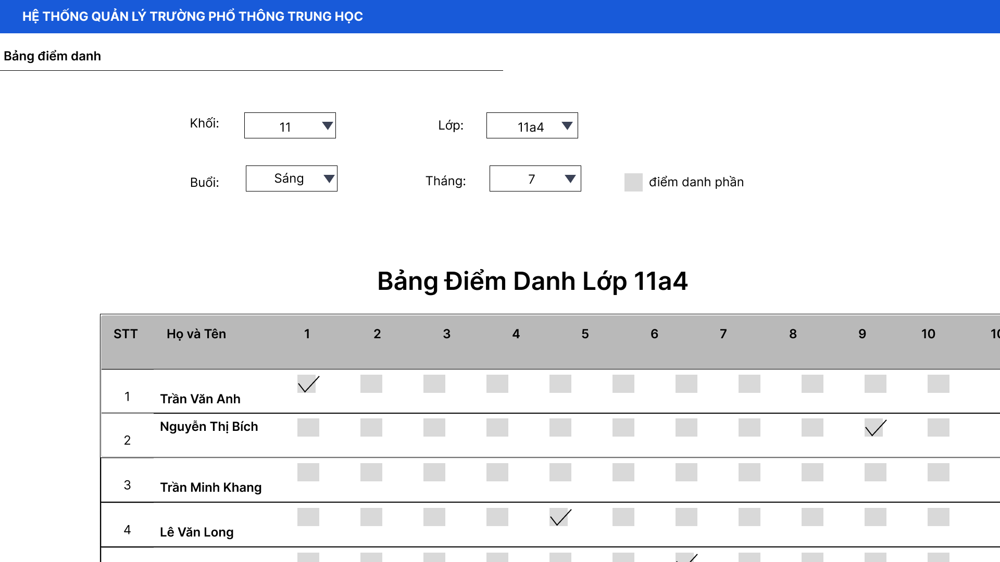 HỆ THỐNG QUẢN LÝ TRƯỜNG PHỔ THÔNG TRUNG HỌC
Bảng điểm danh
Khối: 11 Lớp: 11a4
Buổi: Sáng Tháng: 7 điểm danh phần
Bảng Điểm Danh Lớp 11a4
STT Họ và Tên 1 2 3 4 5 6 7 8 9 10
1 Trần Văn Anh
2 Nguyễn Thị Bích
3 Trần Minh Khang
4 Lê Văn Long